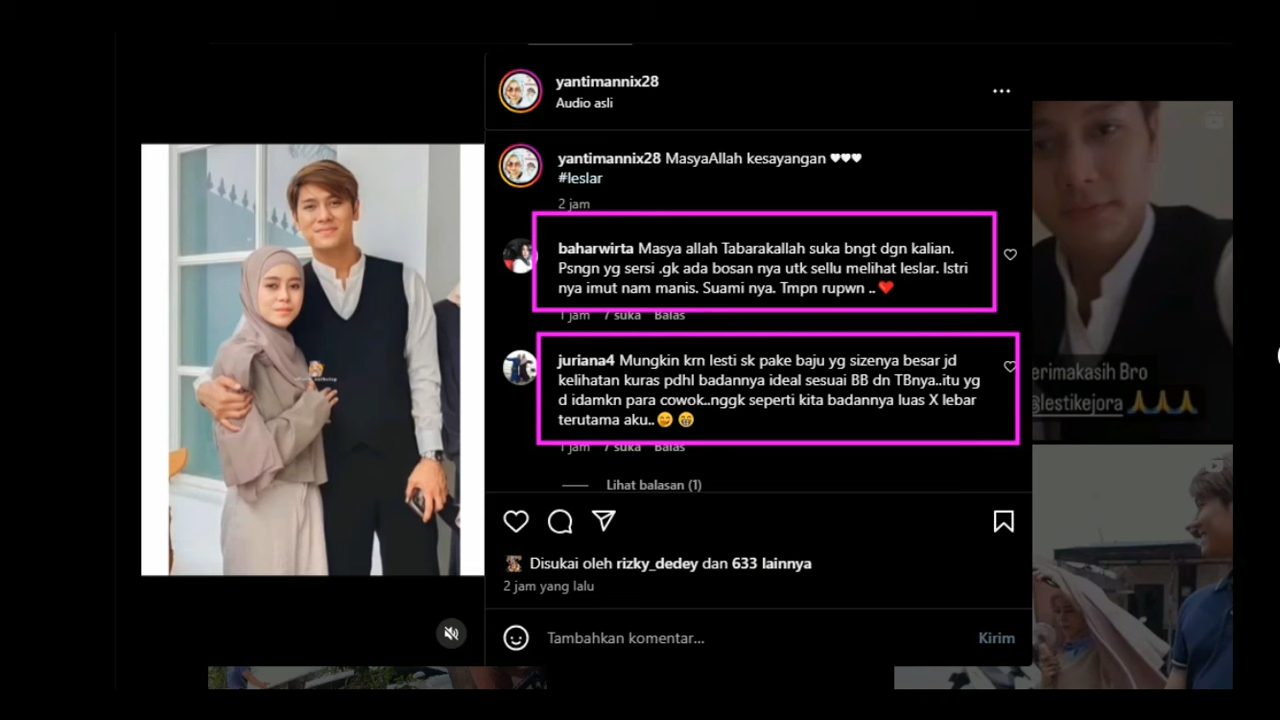 yantimannix28
Audio asli
yantimannix28 MasyaAllah kesayangan ♥♥♥
#leslar
2 jam
baharwirta Masya allah Tabarakallah suka bngt dgn kalian.
Psngn yg sersi .gk ada bosan nya utk sellu melihat leslar. Istri
nya imut nam manis. Suami nya. Tmpn rupwn .. ❤️
1 jam 7 suka Balas
juriana4 Mungkin krn lesti sk pake baju yg sizenya besar jd
kelihatan kuras pdhl badannya ideal sesuai BB dn TBnya..itu yg
d idamkn para cowok..nggk seperti kita badannya luas X lebar
terutama aku..😊 😁
1 jam 7 suka Balas
Lihat balasan (1)
Disukai oleh rizky_dedey dan 633 lainnya
2 jam yang lalu
Tambahkan komentar...
Kirim
erimakasih Bro
@lestikejora 🙏🙏🙏